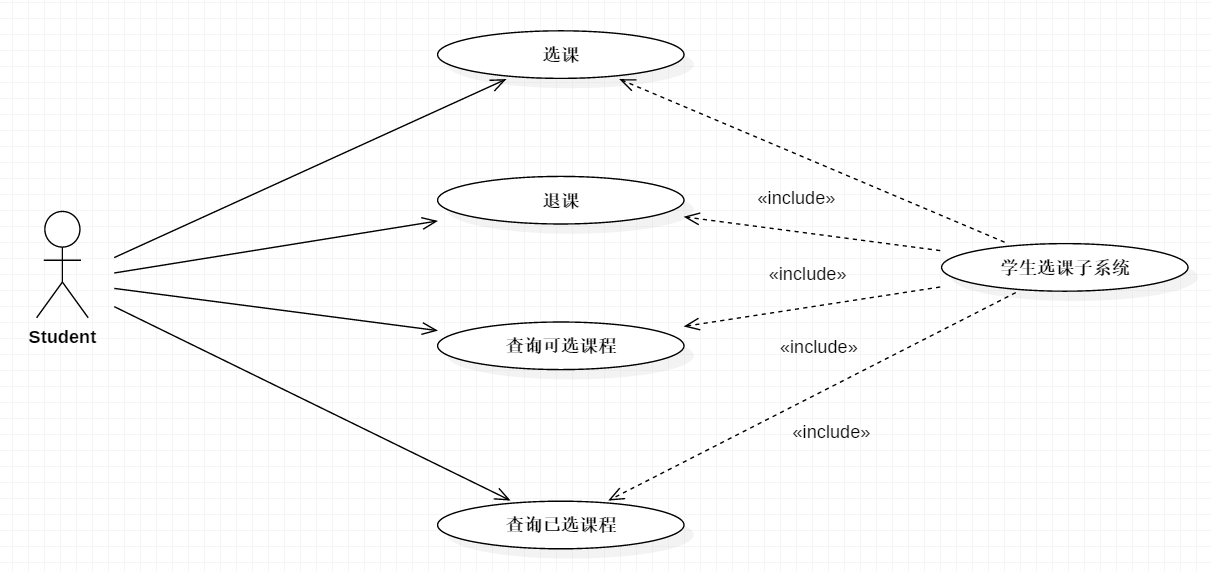 选课
«include»
退课
«include»
学生选课子系统
Student
查询可选课程
«include»
«include»
查询已选课程